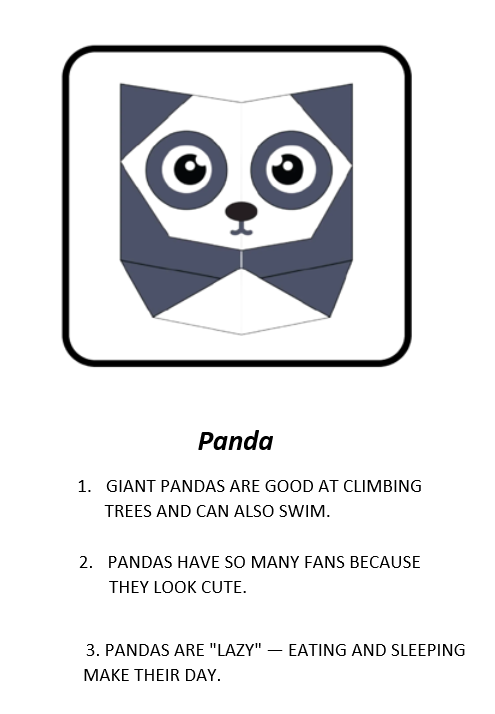 Panda
1. GIANT PANDAS ARE GOOD AT CLIMBING
TREES AND CAN ALSO SWIM.
2. PANDAS HAVE SO MANY FANS BECAUSE
THEY LOOK CUTE.
3. PANDAS ARE "LAZY" — EATING AND SLEEPING
MAKE THEIR DAY.